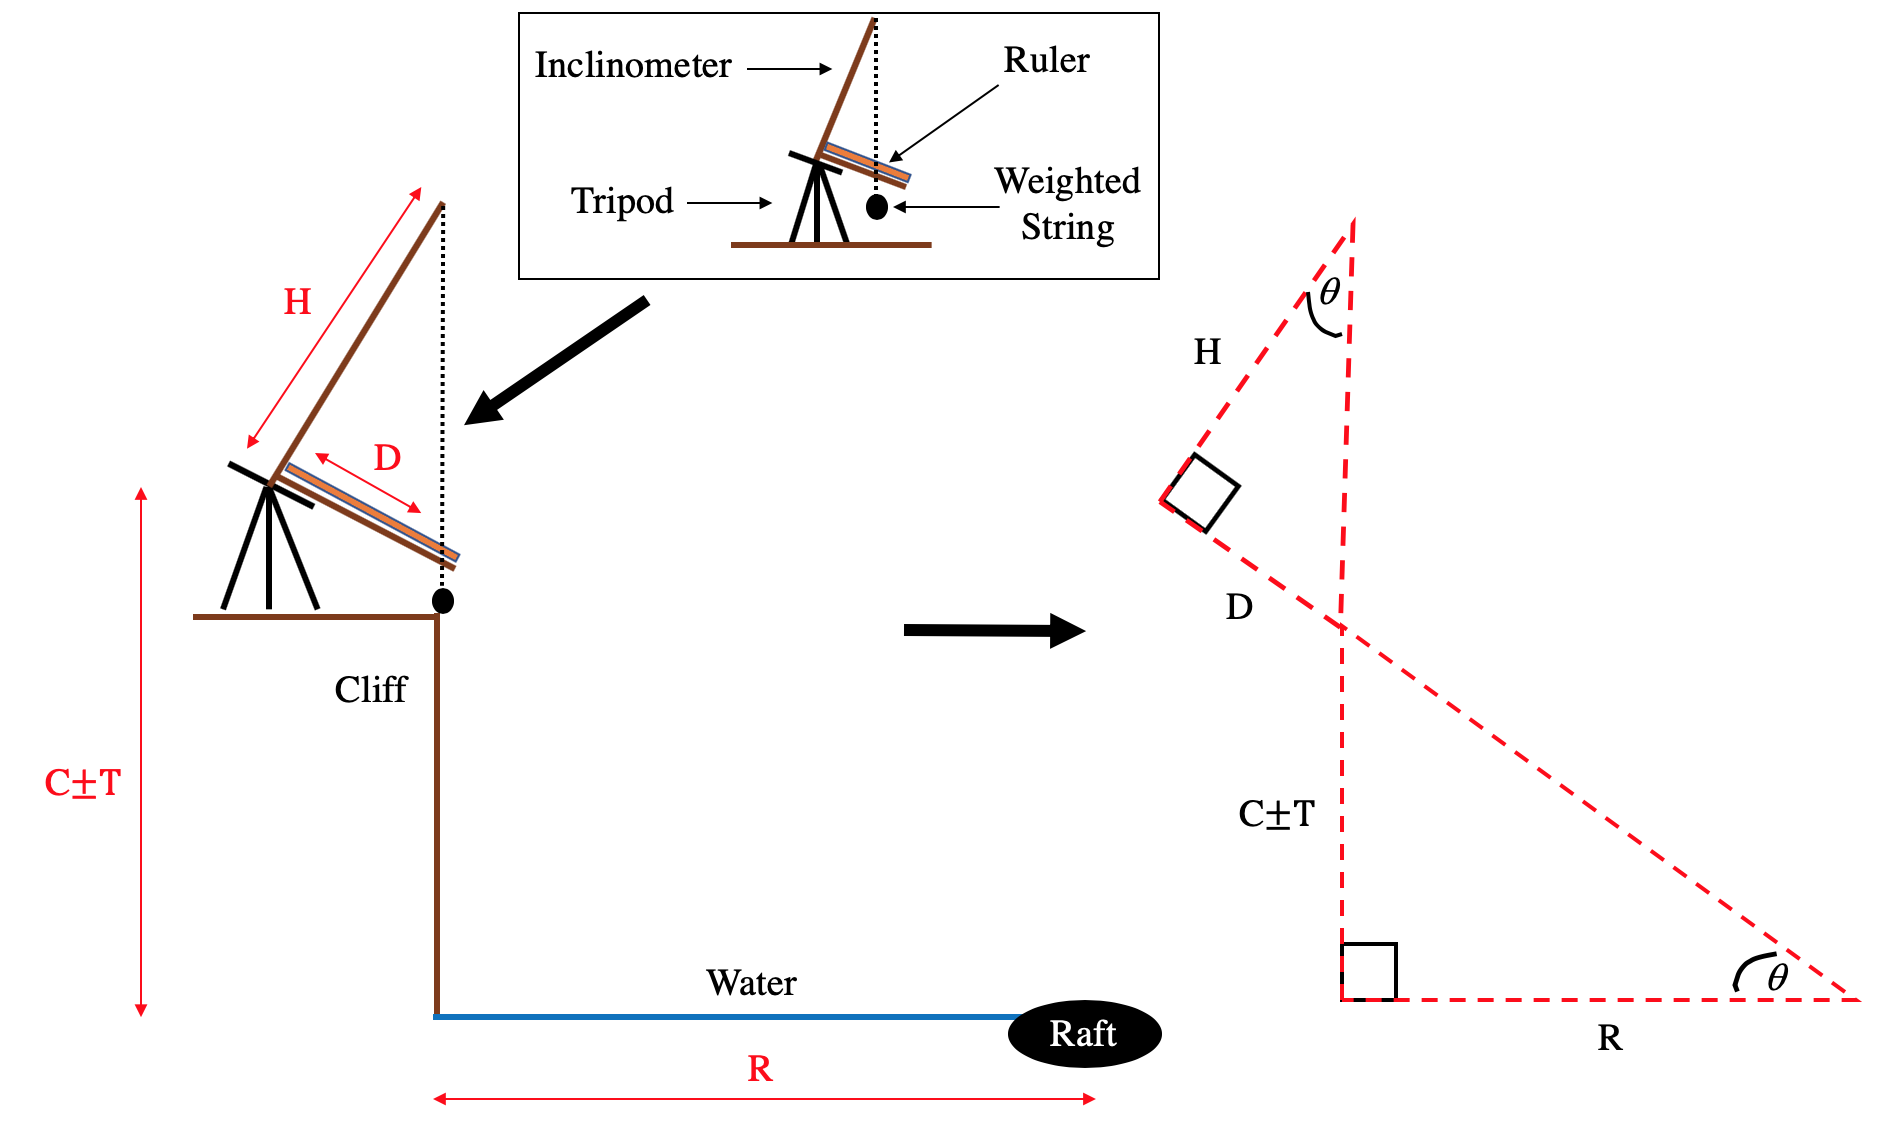 Inclinometer
Ruler
Tripod
Weighted
String
H
D
C±T
Cliff
Water
Raft
R
θ
H
D
C±T
θ
R